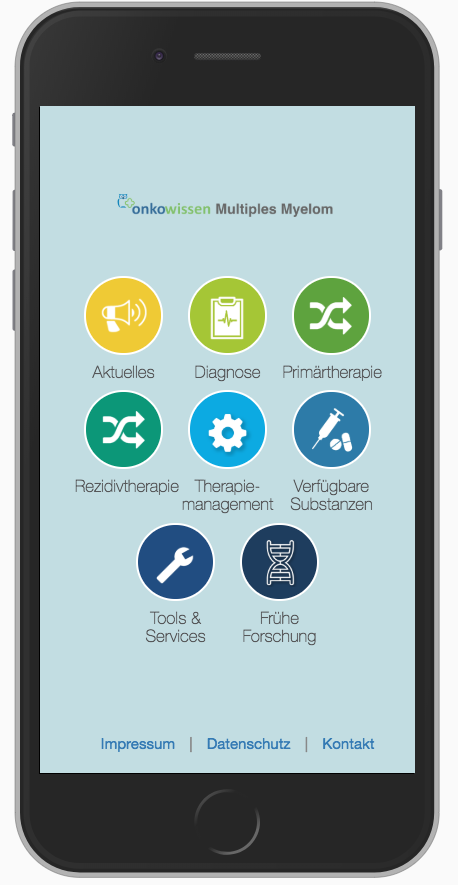 onkowissen Multiples Myelom
Aktuelles
Diagnose
Primärtherapie
Rezidivtherapie
Therapie-
management
Verfügbare
Substanzen
Tools &
Services
Frühe
Forschung
Impressum | Datenschutz | Kontakt